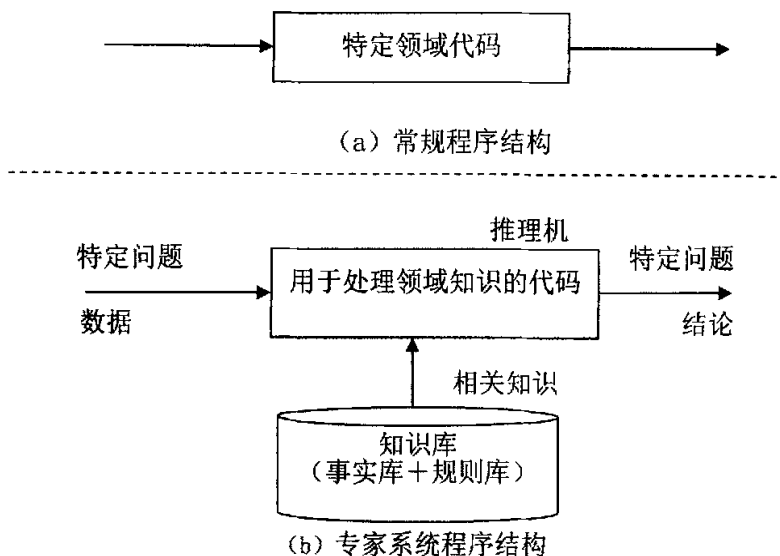 特定领域代码
(a) 常规程序结构
推理机
特定问题
特定问题
用于处理领域知识的代码
数据
结论
相关知识
知识库
(事实库+规则库)
(b) 专家系统程序结构